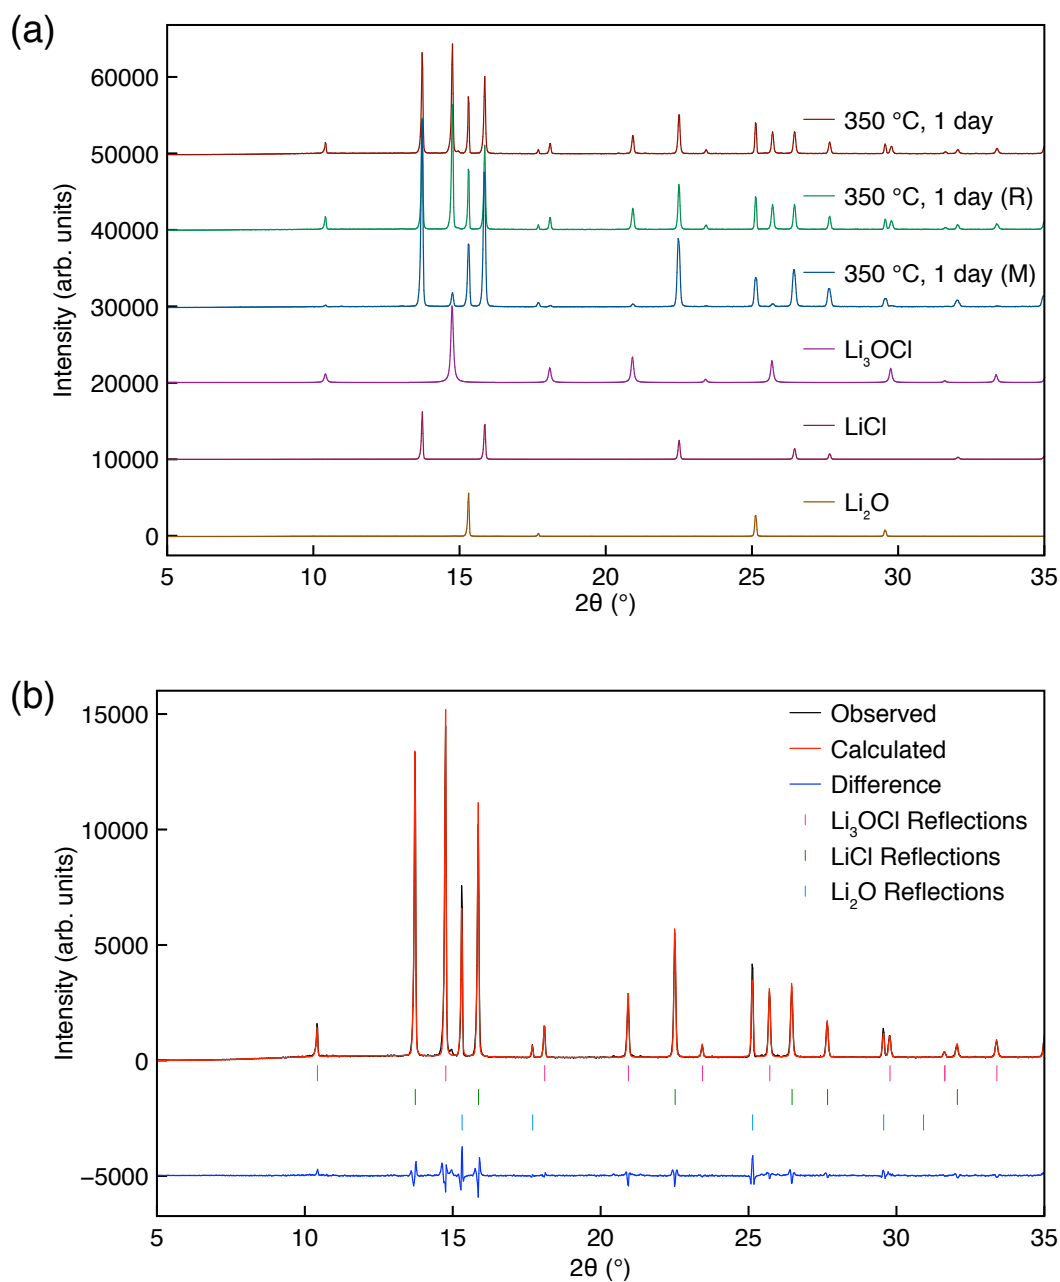 (a)
Intensity (arb. units)
60000
50000
40000
30000
20000
10000
0
350 °C, 1 day
350 °C, 1 day (R)
350 °C, 1 day (M)
Li₃OCl
LiCl
Li₂O
5 10 15 20 25 30 35
2θ (°)
(b)
Intensity (arb. units)
15000
10000
5000
0
−5000
Observed
Calculated
Difference
Li₃OCl Reflections
LiCl Reflections
Li₂O Reflections
5 10 15 20 25 30 35
2θ (°)